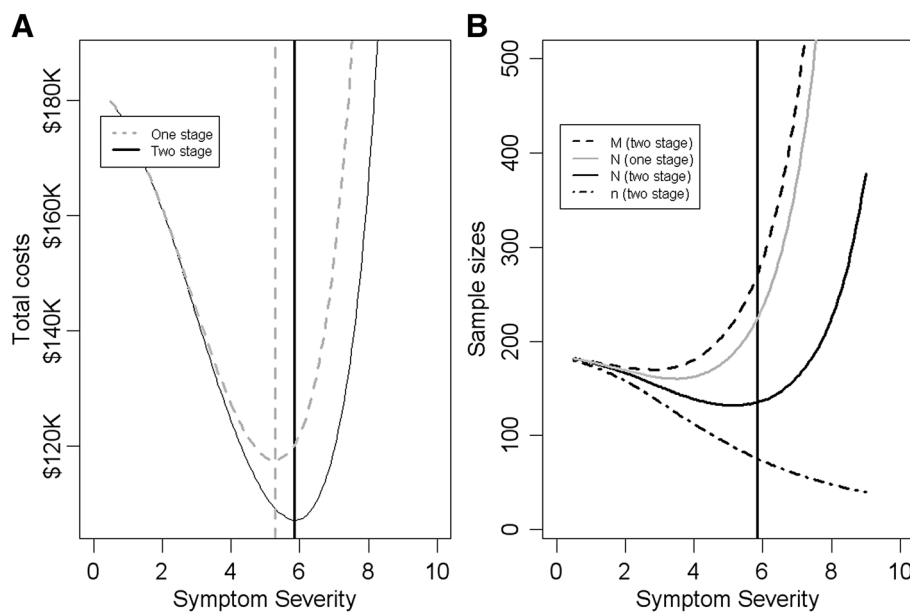 A
Total costs
$180K
$160K
$140K
$120K
One stage
Two stage
0 2 4 6 8 10
Symptom Severity
B
Sample sizes
500
400
300
200
100
0
M (two stage)
N (one stage)
N (two stage)
n (two stage)
0 2 4 6 8 10
Symptom Severity